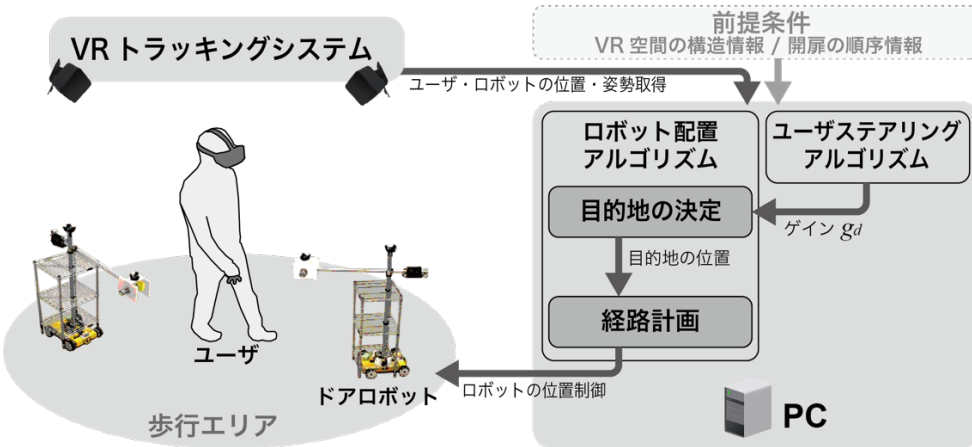 VRトラッキングシステム
前提条件
VR空間の構造情報 / 開扉の順序情報
ユーザ・ロボットの位置・姿勢取得
ロボット配置
アルゴリズム
ユーザステアリング
アルゴリズム
目的地の決定
ゲイン gd
目的地の位置
経路計画
ユーザ
ドアロボット
ロボットの位置制御
歩行エリア
PC